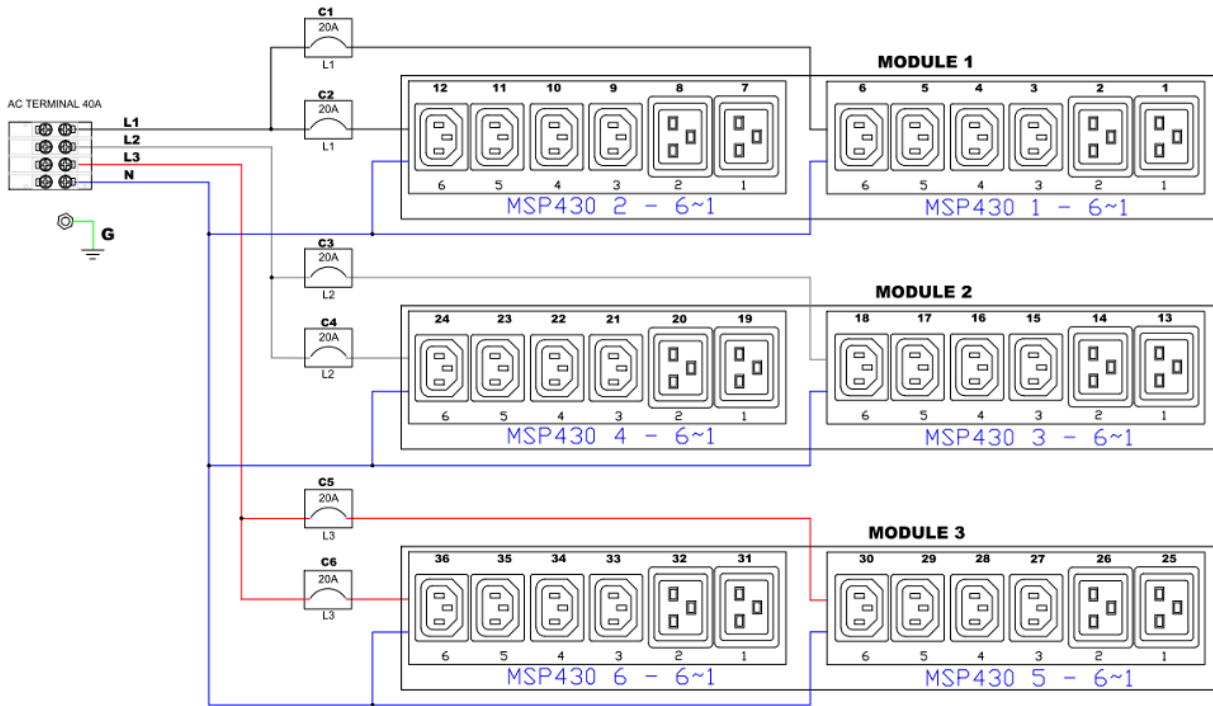 AC TERMINAL 40A
L1
L2
L3
N
G
C1
20A
L1
C2
20A
L1
MODULE 1
12 11 10 9 8 7
6 5 4 3 2 1
MSP430 2 - 6~1
6 5 4 3 2 1
6 5 4 3 2 1
MSP430 1 - 6~1
C3
20A
L2
C4
20A
L2
MODULE 2
24 23 22 21 20 19
6 5 4 3 2 1
MSP430 4 - 6~1
18 17 16 15 14 13
6 5 4 3 2 1
MSP430 3 - 6~1
C5
20A
L3
C6
20A
L3
MODULE 3
36 35 34 33 32 31
6 5 4 3 2 1
MSP430 6 - 6~1
30 29 28 27 26 25
6 5 4 3 2 1
MSP430 5 - 6~1